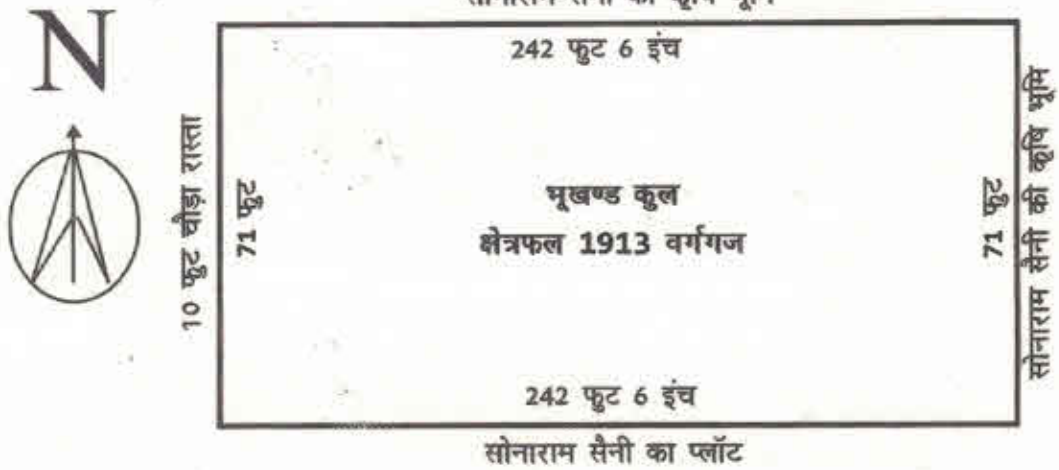 N
242 फुट 6 इंच
10 फुट चौड़ा रास्ता
71 फुट
भूखण्ड कुल
क्षेत्रफल 1913 वर्गगज
71 फुट
सोनाराम सैनी की कृषि भूमि
242 फुट 6 इंच
सोनाराम सैनी का प्लॉट